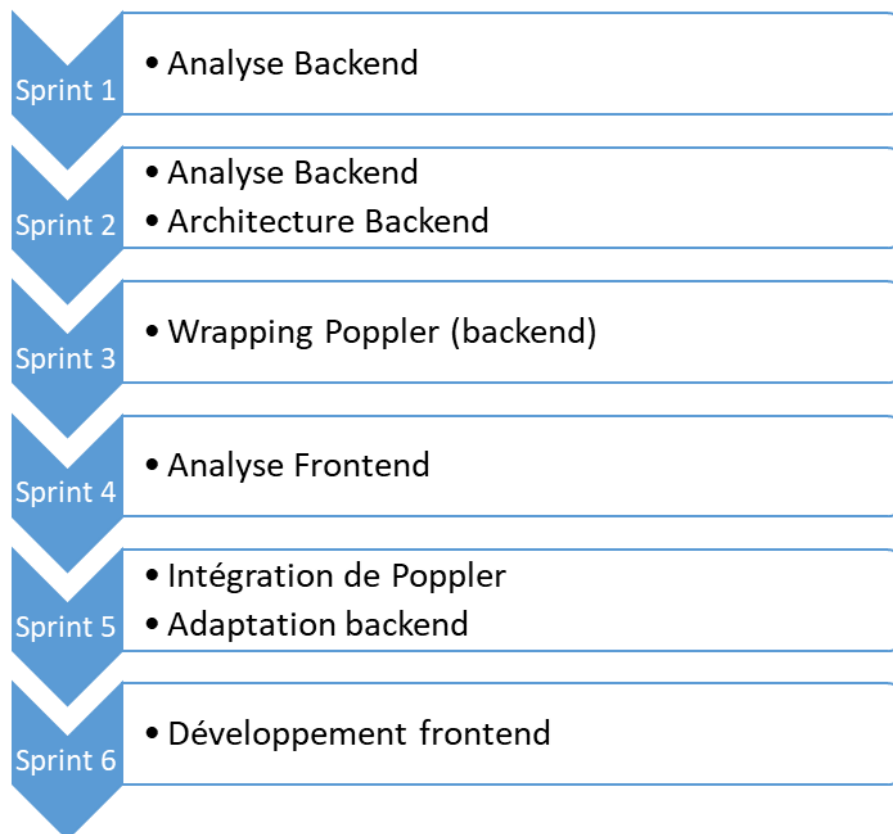 Sprint 1
• Analyse Backend
Sprint 2
• Analyse Backend
• Architecture Backend
Sprint 3
• Wrapping Poppler (backend)
Sprint 4
• Analyse Frontend
Sprint 5
• Intégration de Poppler
• Adaptation backend
Sprint 6
• Développement frontend